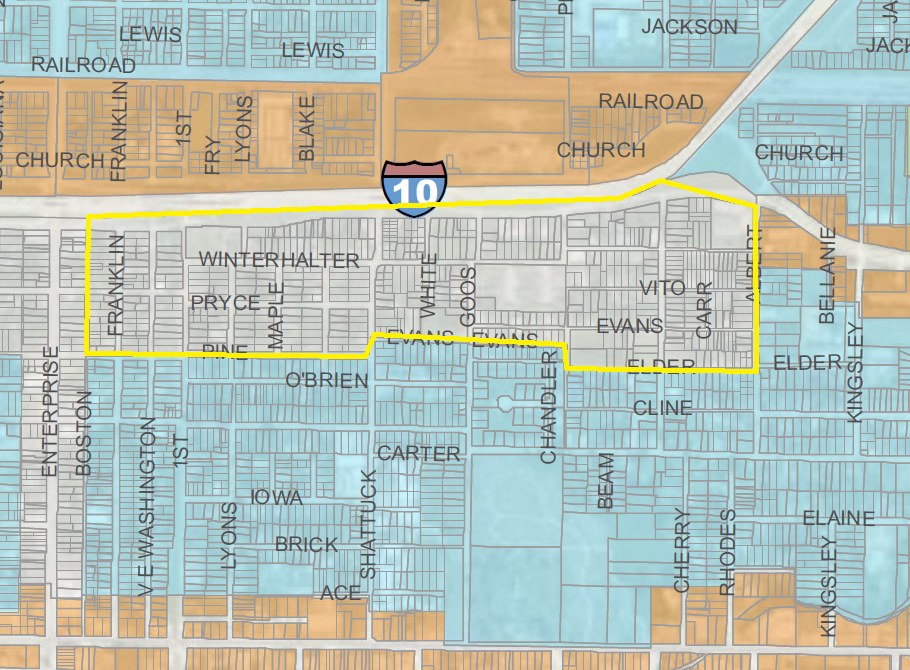 LEWIS
JACKSON
LEWIS
JACK
RAILROAD
RAILROAD
FRANKLIN
1ST
FRY
LYONS
BLAKE
CHURCH
CHURCH
CHURCH
10
WINTERHALTER
FRANKLIN
WHITE
GOOS
ALBERT
BELLANIE
VITO
CARR
PRYCE
MAPLE
EVANS
EVANS
EVANS
PINE
ELDER
ELDER
KINGSLEY
O'BRIEN
CHANDLER
CLINE
ENTERPRISE
BOSTON
V E WASHINGTON
1ST
CARTER
SHATTUCK
BEAM
IOWA
LYONS
BRICK
CHERRY
RHODES
ELAINE
KINGSLEY
ACE